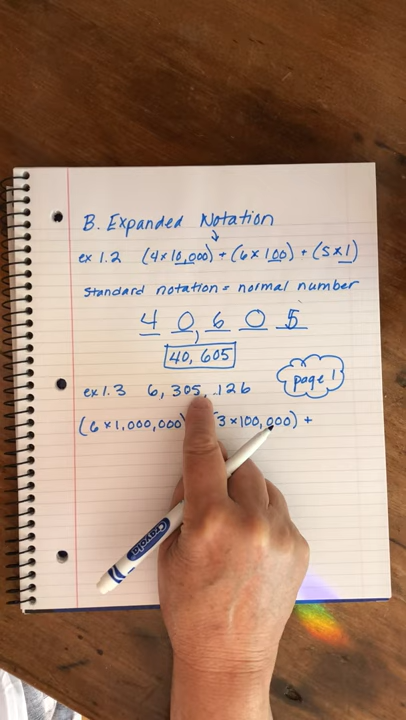 B. Expanded Notation
ex 1.2 (4×10,000) + (6×100) + (5×1)
standard notation = normal number
4 0, 6 0 5
40,605
page 1
ex 1.3 6, 305, 126
(6×1,000,000) (3×100,000) +
Crayola